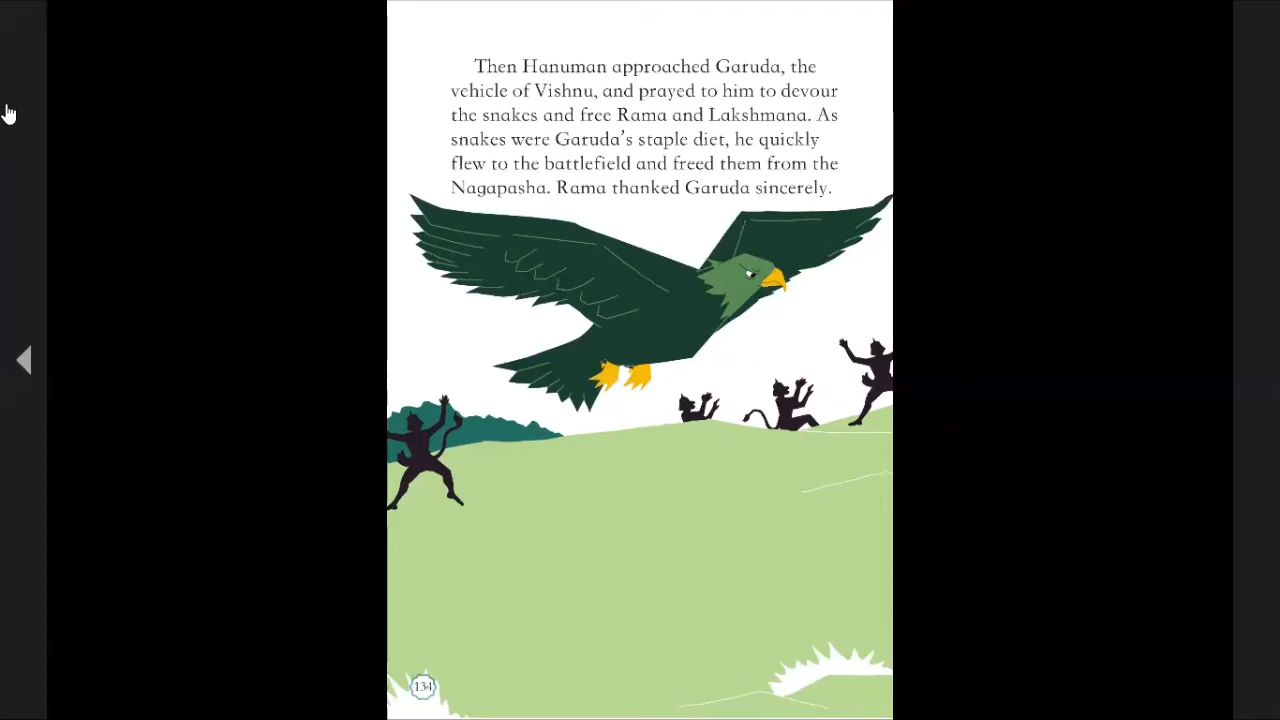 Then Hanuman approached Garuda, the
vehicle of Vishnu, and prayed to him to devour
the snakes and free Rama and Lakshmana. As
snakes were Garuda’s staple diet, he quickly
flew to the battlefield and freed them from the
Nagapasha. Rama thanked Garuda sincerely.
134